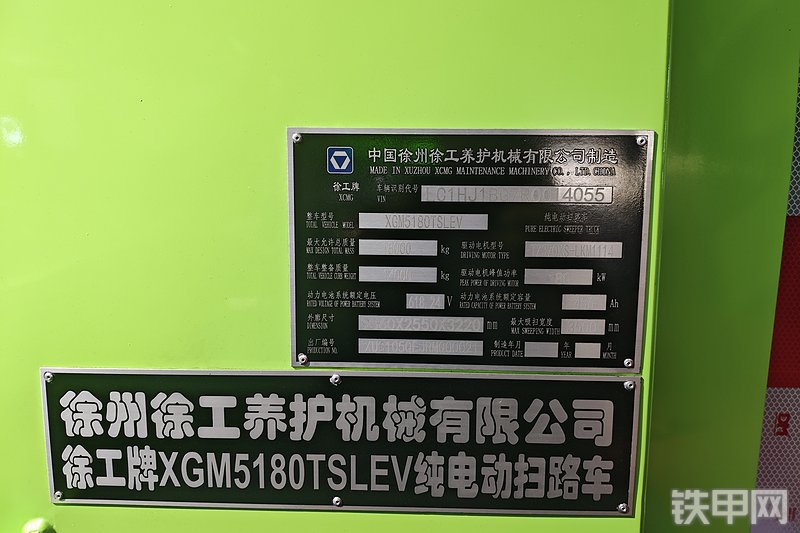 中国徐州徐工养护机械有限公司制造
MADE IN XUZHOU XCMG MAINTENANCE MACHINERY CO., LTD. CHINA
徐工牌
XCMG
车辆识别代号
VIN
14055
整车型号
TOTAL VEHICLE MODEL
XGM5180TSLEV
纯电动扫路车
PURE ELECTRIC SWEEPER TRUCK
最大允许总质量
MAX DESIGN TOTAL MASS
kg
驱动电机型号
DRIVING MOTOR TYPE
整车整备质量
TOTAL VEHICLE CURB WEIGHT
kg
驱动电机峰值功率
PEAK POWER OF DRIVING MOTOR
kW
动力电池系统额定电压
RATED VOLTAGE OF POWER BATTERY SYSTEM
618.24 V
动力电池系统额定容量
RATED CAPACITY OF POWER BATTERY SYSTEM
Ah
外廓尺寸
DIMENSION
mm
最大吸扫宽度
MAX SWEEPING WIDTH
mm
出厂编号
PRODUCTION NO.
制造年月
PRODUCT DATE
年
YEAR
月
MONTH
徐州徐工养护机械有限公司
徐工牌XGM5180TSLEV纯电动扫路车
铁甲网